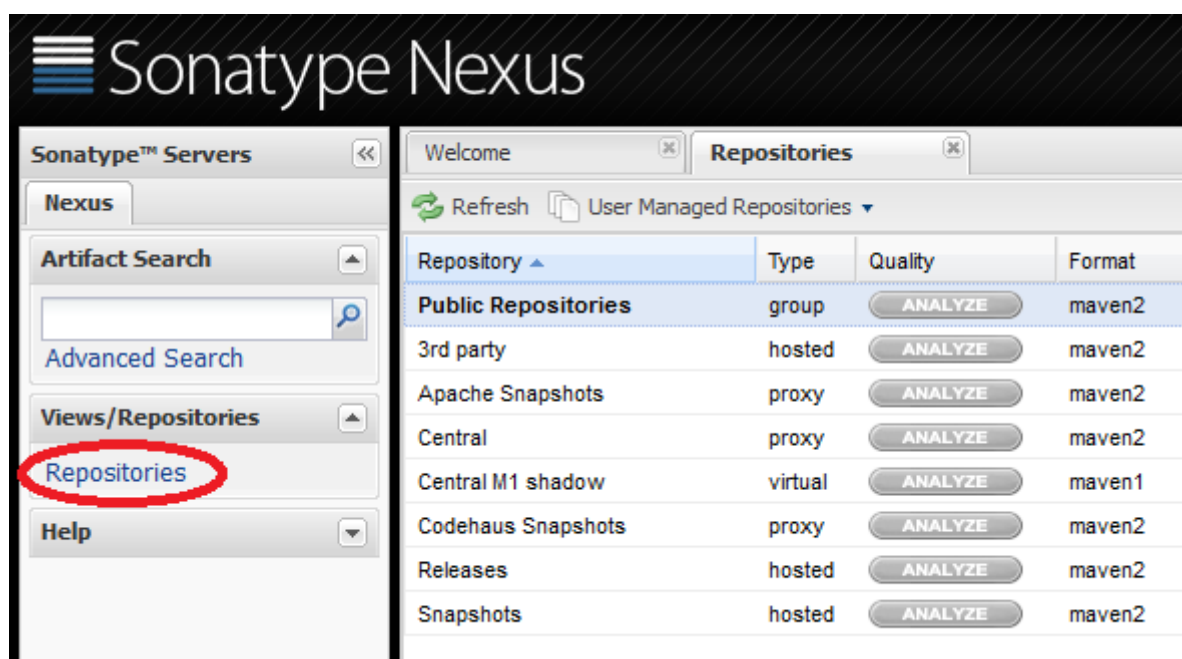 Sonatype Nexus
Sonatype™ Servers
Nexus
Artifact Search
Advanced Search
Views/Repositories
Repositories
Help
Welcome Repositories
Refresh User Managed Repositories
Repository Type Quality Format
Public Repositories group ANALYZE maven2
3rd party hosted ANALYZE maven2
Apache Snapshots proxy ANALYZE maven2
Central proxy ANALYZE maven2
Central M1 shadow virtual ANALYZE maven1
Codehaus Snapshots proxy ANALYZE maven2
Releases hosted ANALYZE maven2
Snapshots hosted ANALYZE maven2